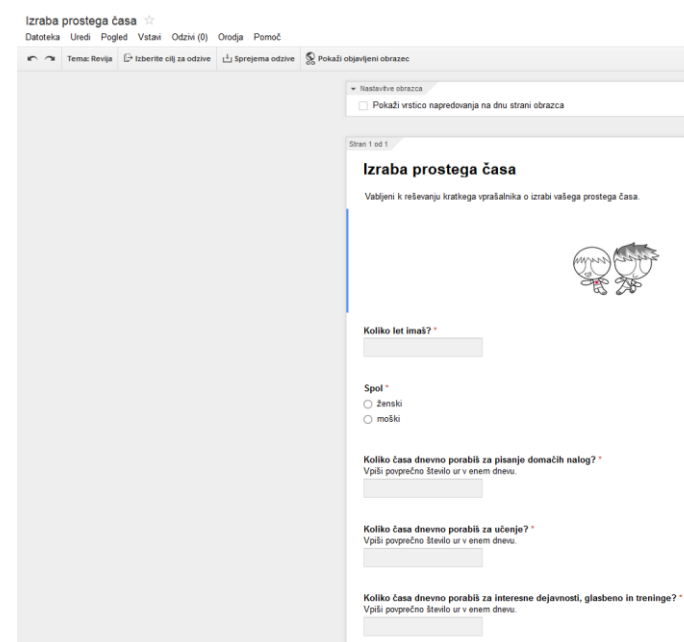 Izraba prostega časa
Datoteka Uredi Pogled Vstavi Odzivi (0) Orodja Pomoč
Tema: Revija Izberite cilj za odzive Sprejema odzive Pokaži objavljeni obrazec
Nastavitve obrazca
Pokaži vrstico napredovanja na dnu strani obrazca
Stran 1 od 1
Izraba prostega časa
Vabljeni k reševanju kratkega vprašalnika o izrabi vašega prostega časa.
Koliko let imaš? *
Spol *
ženski
moški
Koliko časa dnevno porabiš za pisanje domačih nalog? *
Vpiši povprečno število ur v enem dnevu.
Koliko časa dnevno porabiš za učenje? *
Vpiši povprečno število ur v enem dnevu.
Koliko časa dnevno porabiš za interesne dejavnosti, glasbeno in treninge? *
Vpiši povprečno število ur v enem dnevu.